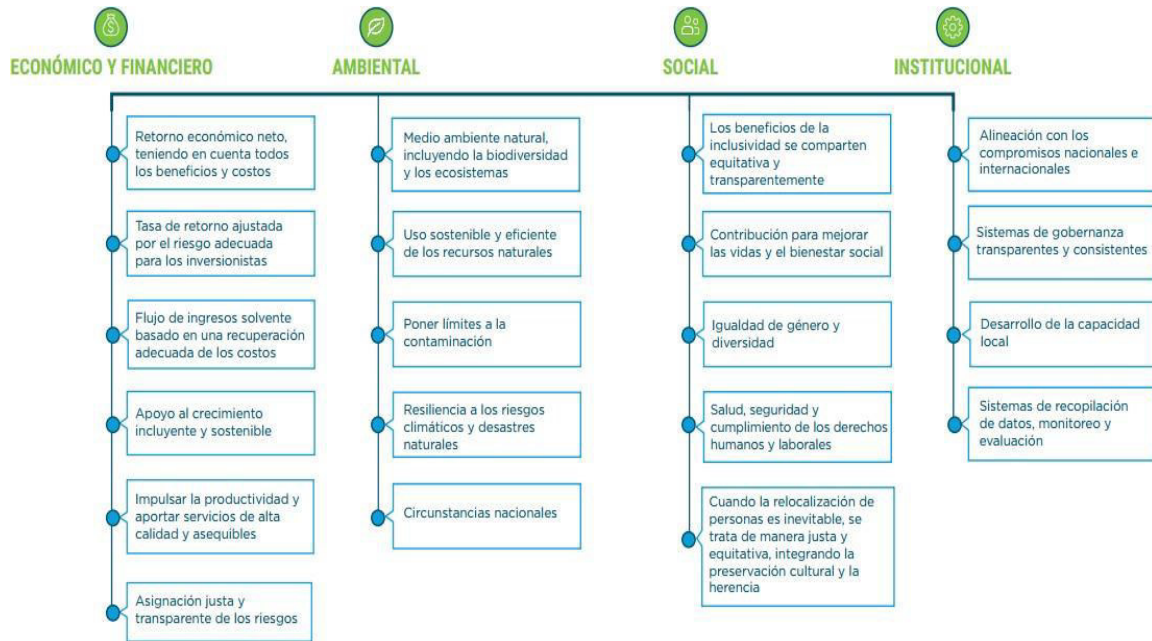 ECONÓMICO Y FINANCIERO
Retorno económico neto,
teniendo en cuenta todos
los beneficios y costos
Tasa de retorno ajustada
por el riesgo adecuada
para los inversionistas
Flujo de ingresos solvente
basado en una recuperación
adecuada de los costos
Apoyo al crecimiento
incluyente y sostenible
Impulsar la productividad y
aportar servicios de alta
calidad y asequibles
Asignación justa y
transparente de los riesgos
AMBIENTAL
Medio ambiente natural,
incluyendo la biodiversidad
y los ecosistemas
Uso sostenible y eficiente
de los recursos naturales
Poner límites a la
contaminación
Resiliencia a los riesgos
climáticos y desastres
naturales
Circunstancias nacionales
SOCIAL
Los beneficios de la
inclusividad se comparten
equitativa y
transparentemente
Contribución para mejorar
las vidas y el bienestar social
Igualdad de género y
diversidad
Salud, seguridad y
cumplimiento de los derechos
humanos y laborales
Cuando la relocalización de
personas es inevitable, se
trata de manera justa y
equitativa, integrando la
preservación cultural y la
herencia
INSTITUCIONAL
Alineación con los
compromisos nacionales e
internacionales
Sistemas de gobernanza
transparentes y consistentes
Desarrollo de la capacidad
local
Sistemas de recopilación
de datos, monitoreo y
evaluación